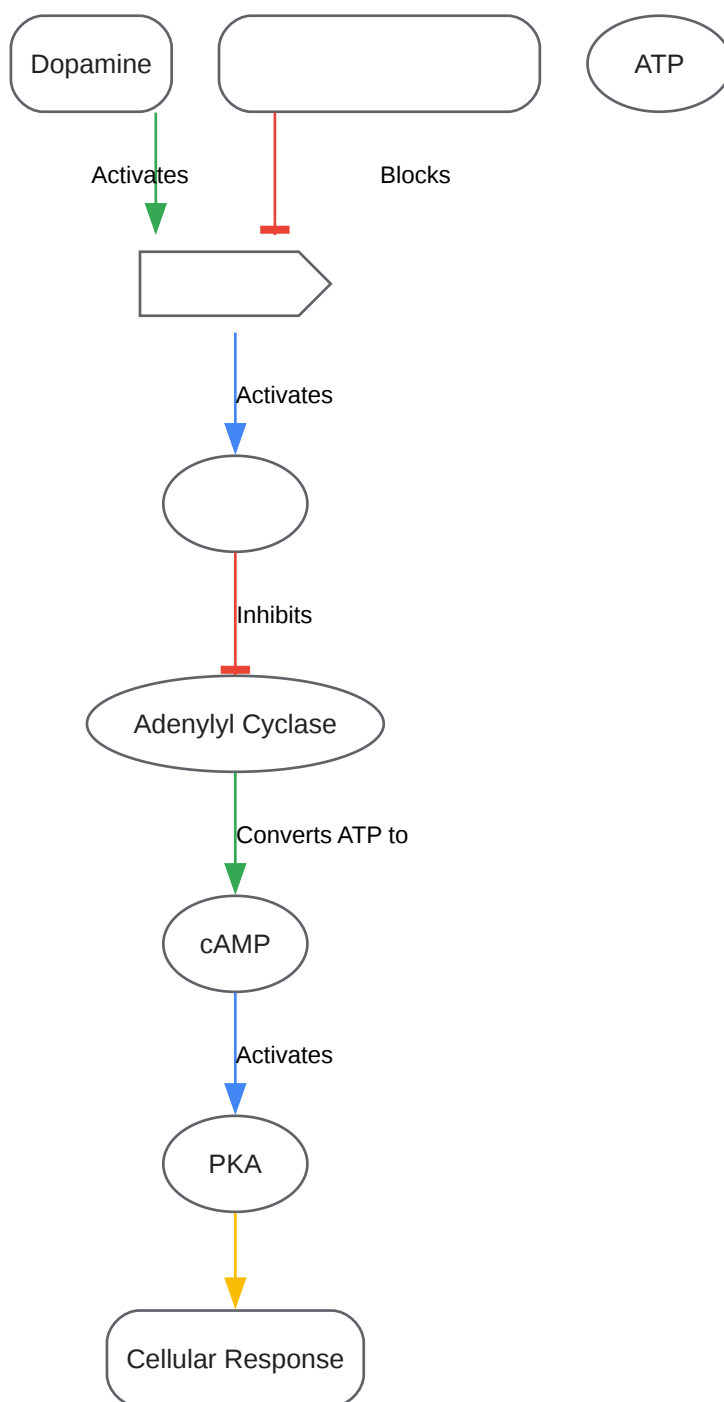 Dopamine
ATP
Activates
Blocks
Activates
Inhibits
Adenylyl Cyclase
Converts ATP to
cAMP
Activates
PKA
Cellular Response